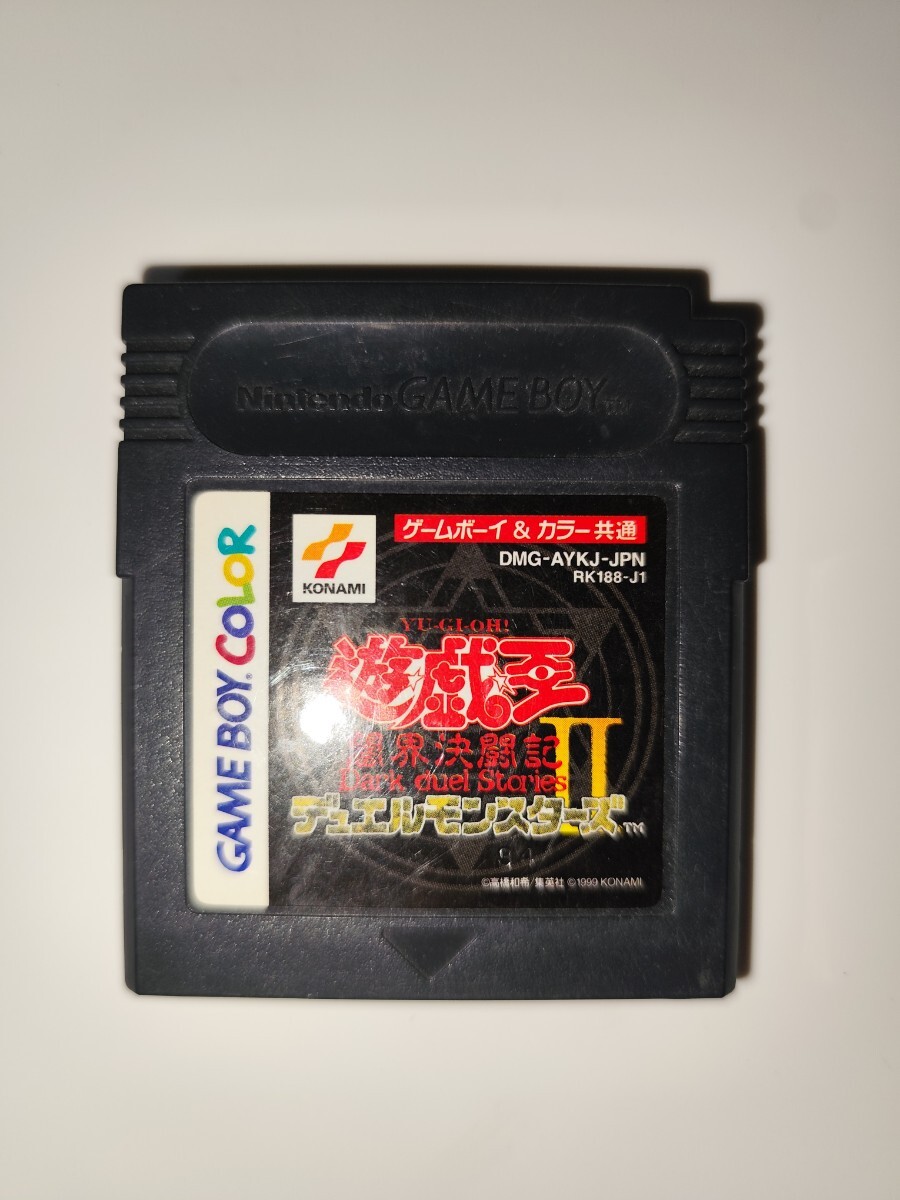 Nintendo GAME BOY TM
GAME BOY COLOR
KONAMI
ゲームボーイ & カラー共通
DMG-AYKJ-JPN
RK188-J1
YU-GI-OH!
遊戯王
闇界決闘記
Dark duel Stories
II
デュエルモンスターズ TM
©高橋和希/集英社 ©1999 KONAMI